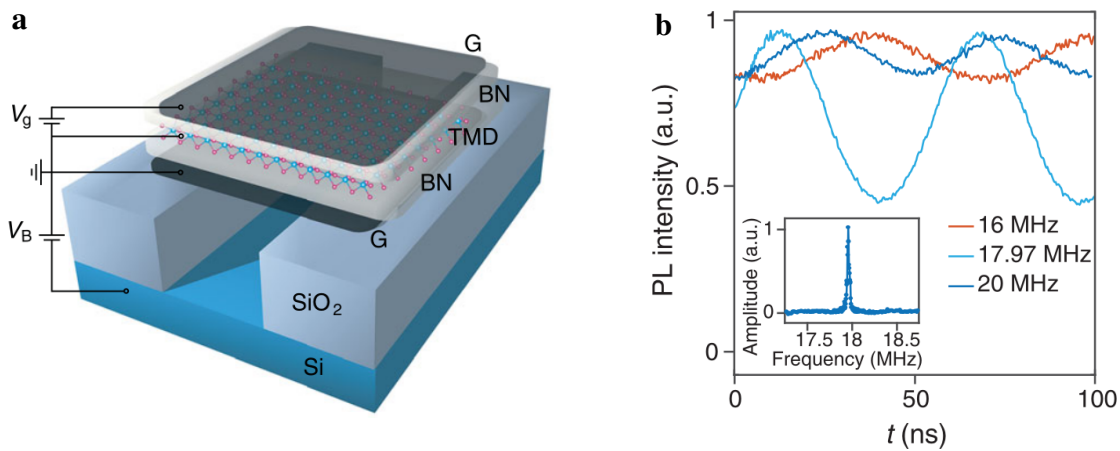 a
G
BN
V_g
TMD
BN
V_B
G
SiO₂
Si
b
PL intensity (a.u.)
1
0.5
0
16 MHz
17.97 MHz
20 MHz
Amplitude (a.u.)
1
0
17.5 18 18.5
Frequency (MHz)
0 50 100
t (ns)